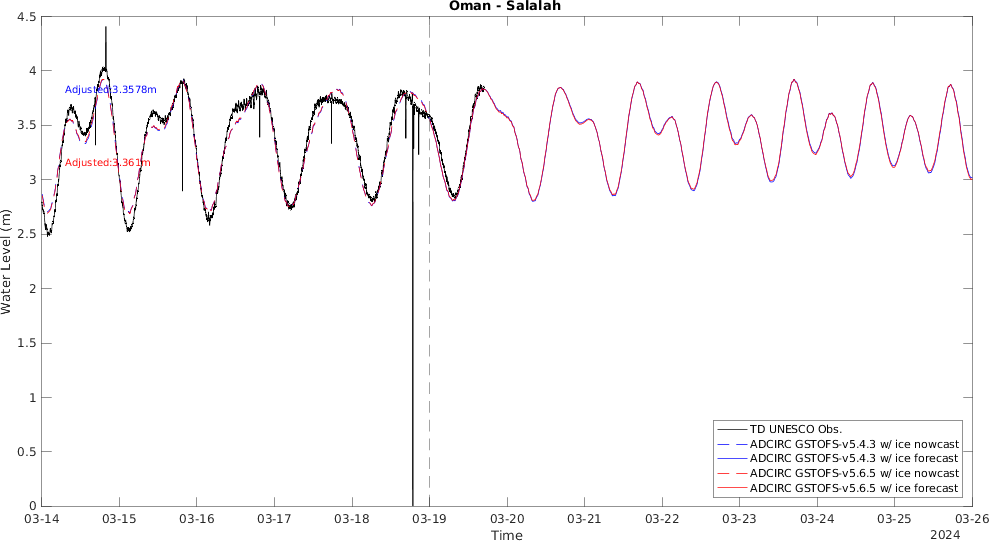 Oman - Salalah
4.5
4
3.5
3
2.5
2
1.5
1
0.5
0
Water Level (m)
Adjusted:3.3578m
Adjusted:3.361m
TD UNESCO Obs.
ADCIRC GSTOFS-v5.4.3 w/ ice nowcast
ADCIRC GSTOFS-v5.4.3 w/ ice forecast
ADCIRC GSTOFS-v5.6.5 w/ ice nowcast
ADCIRC GSTOFS-v5.6.5 w/ ice forecast
03-14 03-15 03-16 03-17 03-18 03-19 03-20 03-21 03-22 03-23 03-24 03-25 03-26
Time
2024